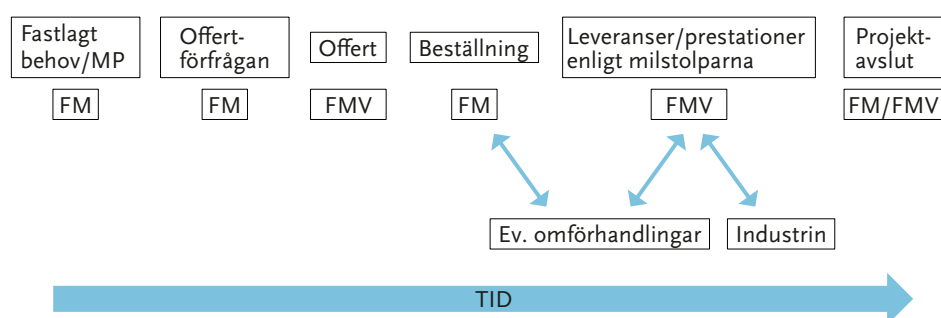 Fastlagt
behov/MP
Offert-
förfrågan
Offert
Beställning
Leveranser/prestationer
enligt milstolparna
Projekt-
avslut
FM
FM
FMV
FM
FMV
FM/FMV
Ev. omförhandlingar
Industrin
TID